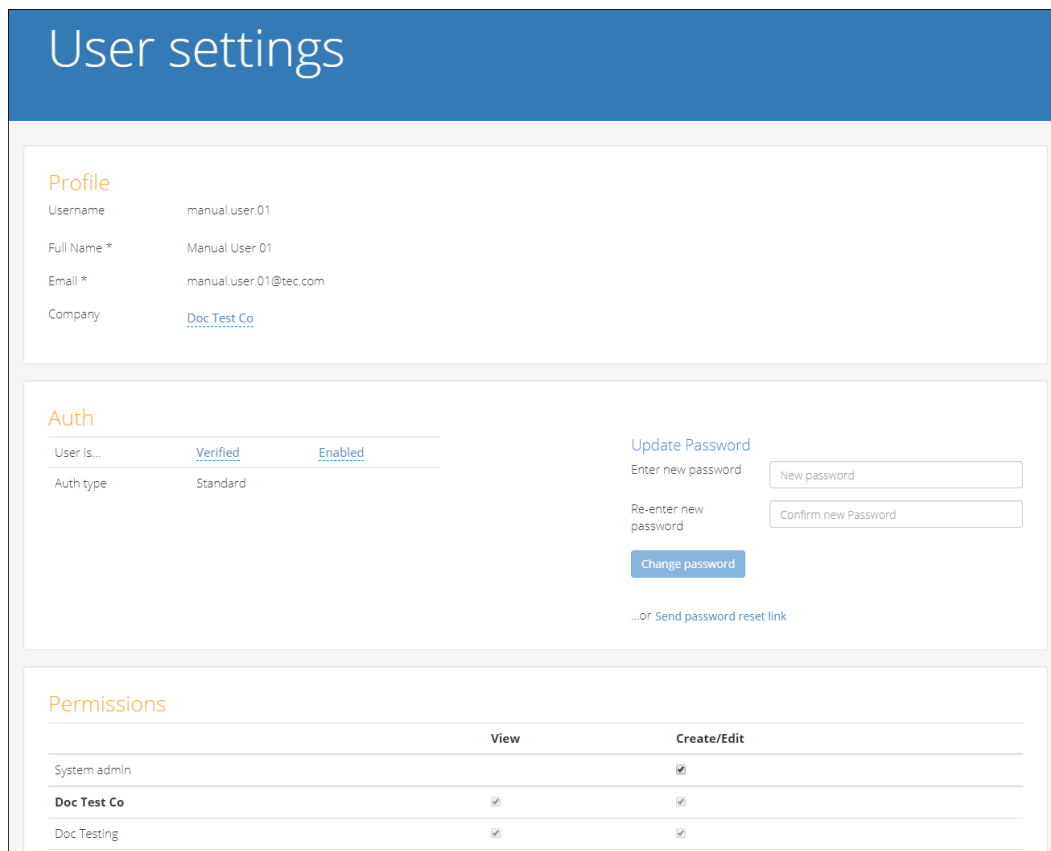 User settings
Profile
Username manual.user.01
Full Name * Manual User 01
Email * manual.user.01@tec.com
Company Doc Test Co
Auth
User is... Verified Enabled
Auth type Standard
Update Password
Enter new password New password
Re-enter new
password Confirm new Password
Change password
...or Send password reset link
Permissions
View Create/Edit
System admin
Doc Test Co
Doc Testing